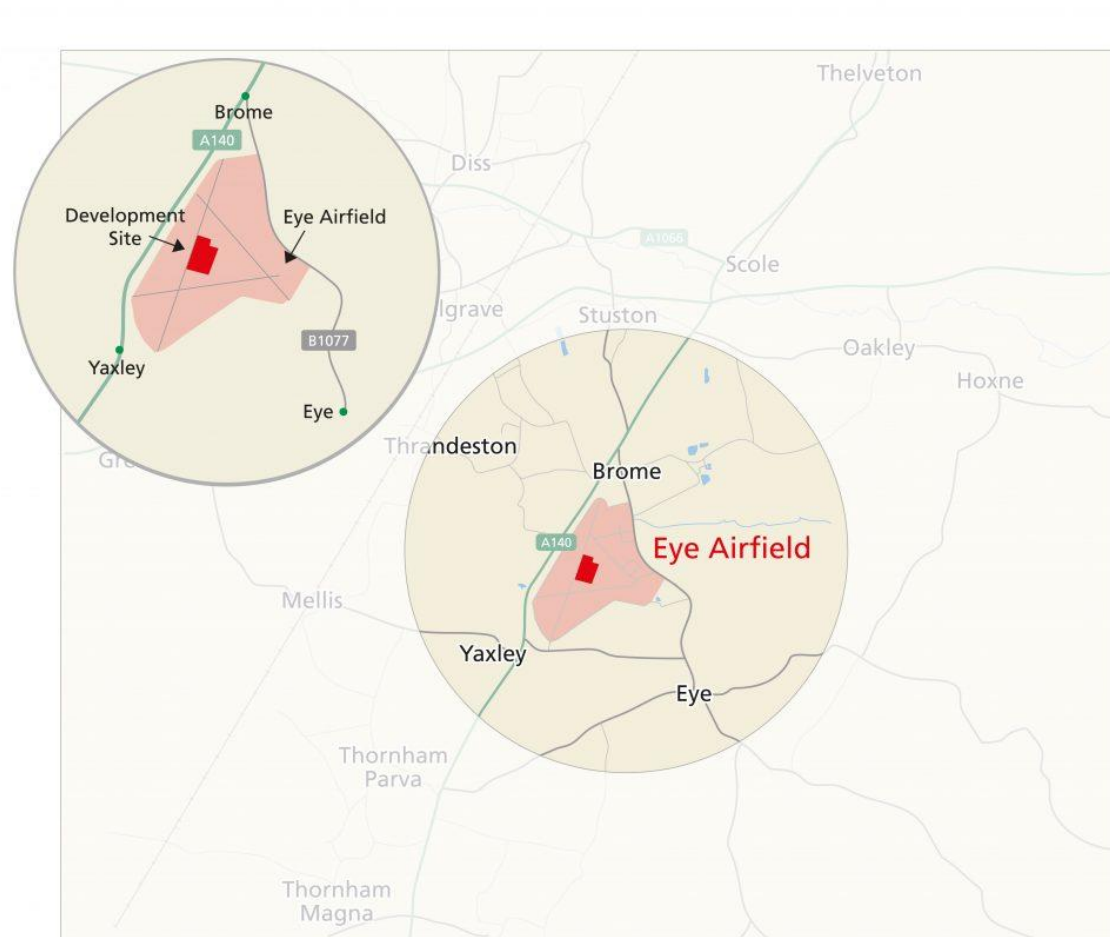 Thelveton
Brome
A140
Diss
Development
Site
Eye Airfield
A1066
Scole
lgrave
Stuston
B1077
Oakley
Yaxley
Hoxne
Eye
Thrandeston
Gro
Brome
A140
Eye Airfield
Mellis
Yaxley
Eye
Thornham
Parva
Thornham
Magna